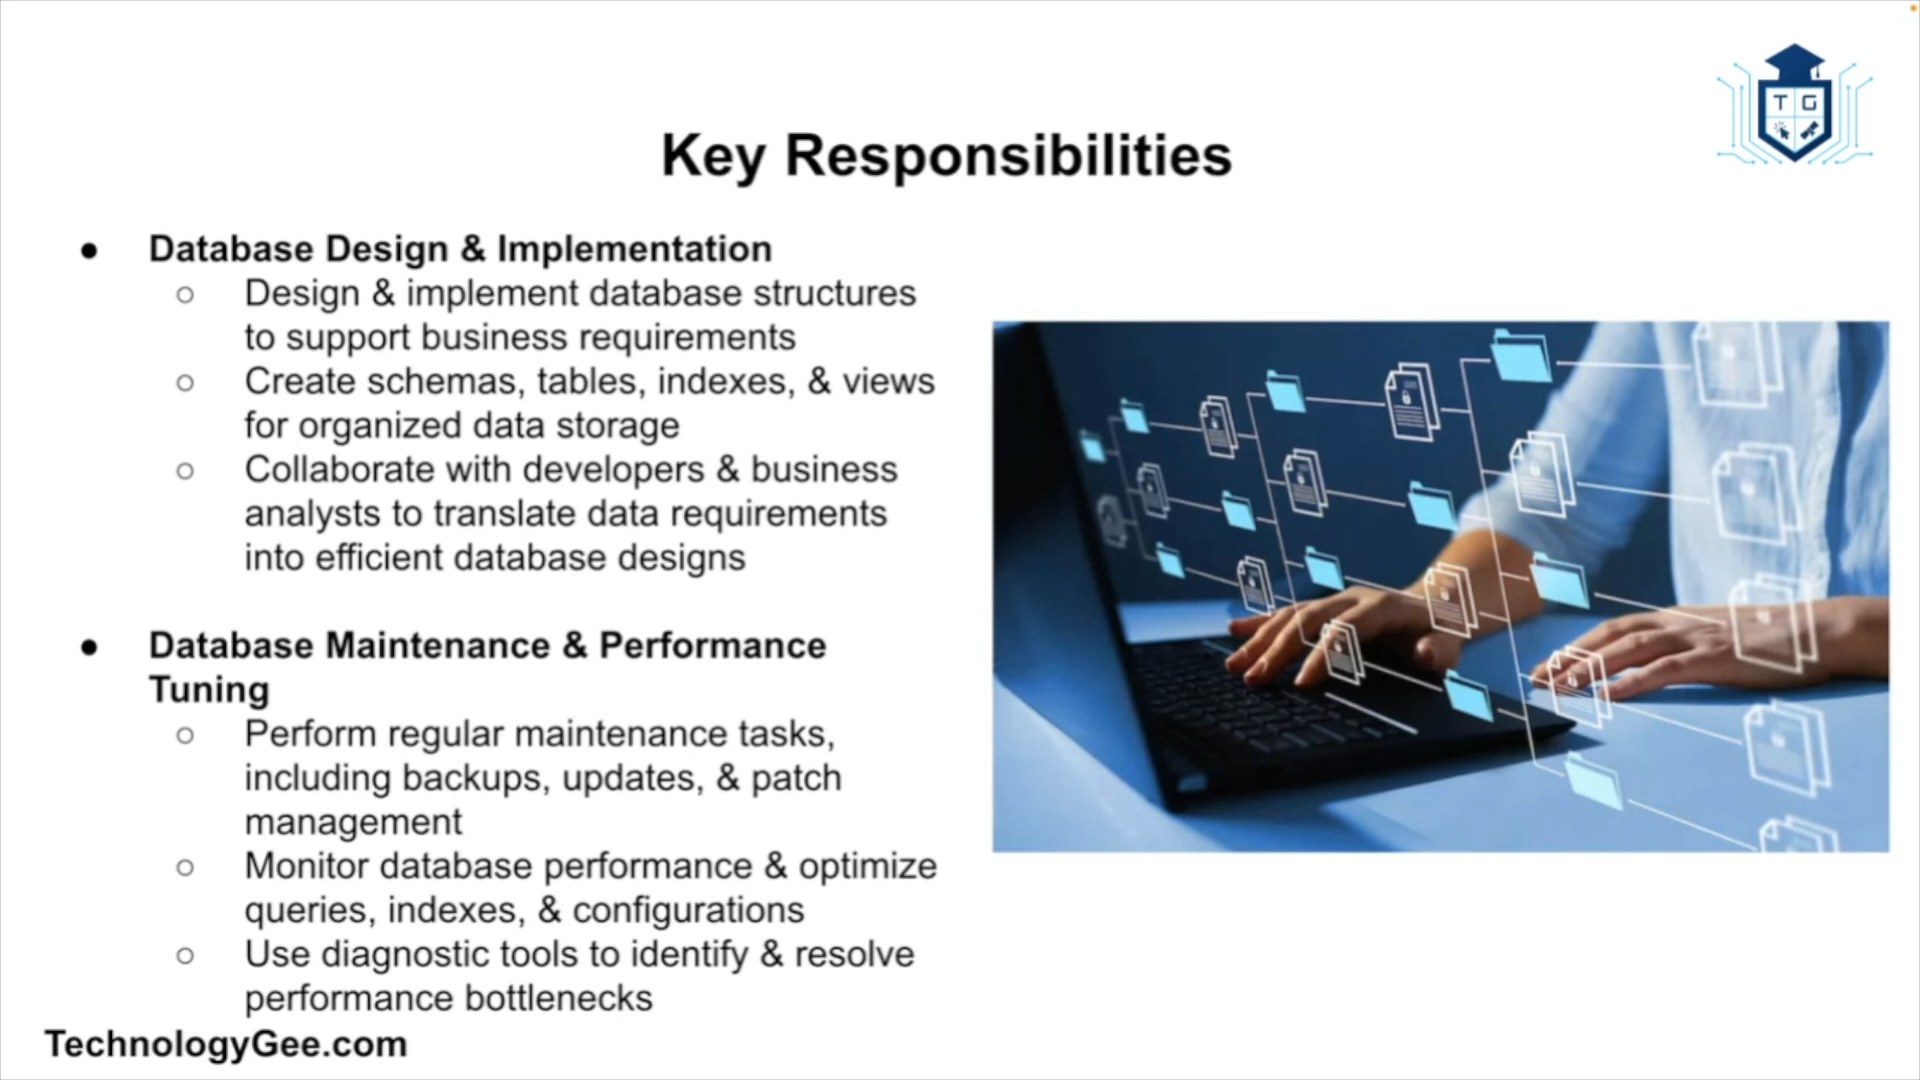 T G
Key Responsibilities
● Database Design & Implementation
○ Design & implement database structures
to support business requirements
○ Create schemas, tables, indexes, & views
for organized data storage
○ Collaborate with developers & business
analysts to translate data requirements
into efficient database designs
● Database Maintenance & Performance
Tuning
○ Perform regular maintenance tasks,
including backups, updates, & patch
management
○ Monitor database performance & optimize
queries, indexes, & configurations
○ Use diagnostic tools to identify & resolve
performance bottlenecks
TechnologyGee.com